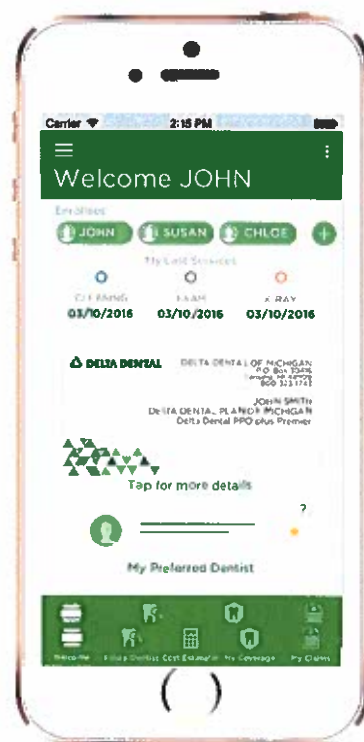 Carrier 2:15 PM
Welcome JOHN
Enrollees
JOHN SUSAN CHLOE +
My Last Services
CLEANING EXAM X-RAY
03/10/2016 03/10/2016 03/10/2016
DELTA DENTAL DELTA DENTAL OF MICHIGAN
P.O. Box
JOHN SMITH
DELTA DENTAL PLAN OF MICHIGAN
Delta Dental PPO plus Premier
Tap for more details
?
My Preferred Dentist
Welcome Find a Dentist Cost Estimator My Coverage My Claims